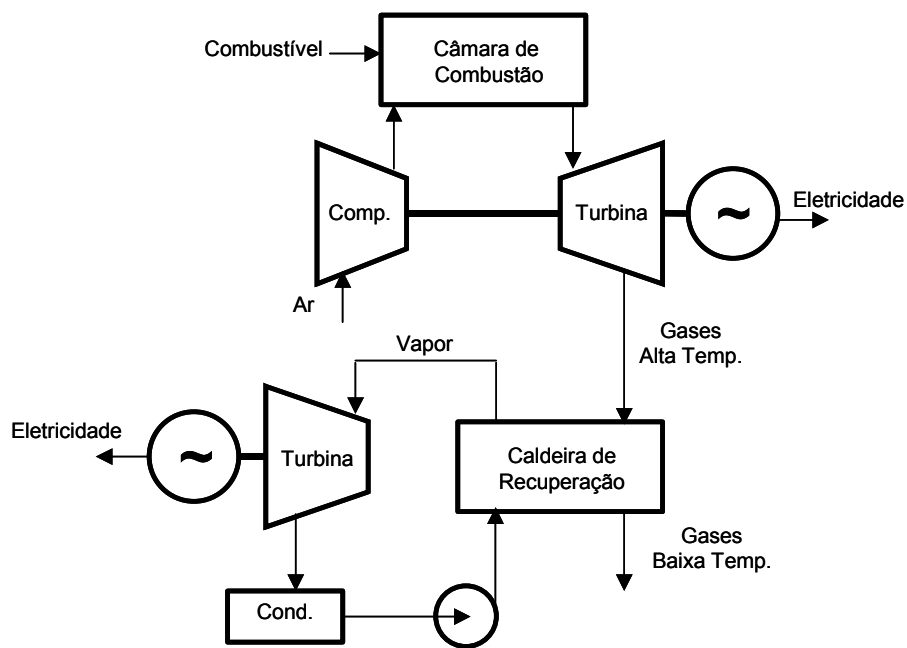 Combustível
Câmara de
Combustão
Comp.
Turbina
~
Eletricidade
Ar
Gases
Alta Temp.
Vapor
Eletricidade
~
Turbina
Caldeira de
Recuperação
Gases
Baixa Temp.
Cond.